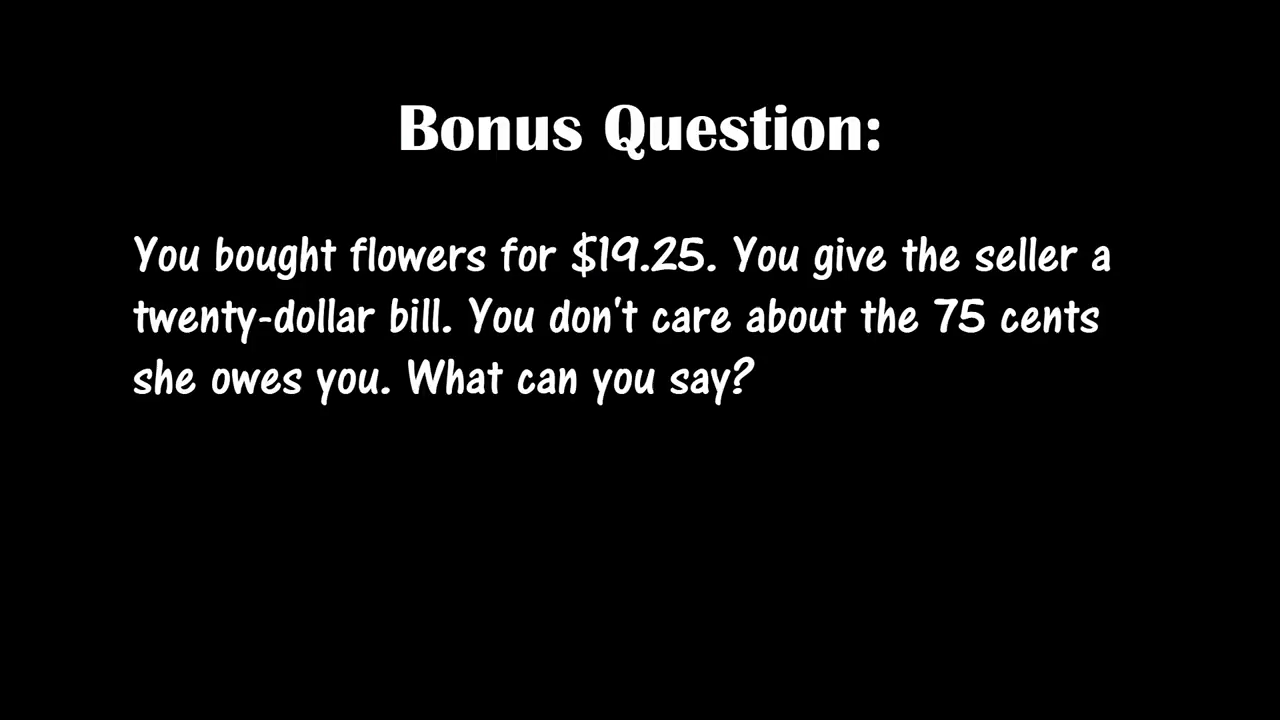 Bonus Question:
You bought flowers for $19.25. You give the seller a
twenty-dollar bill. You don't care about the 75 cents
she owes you. What can you say?